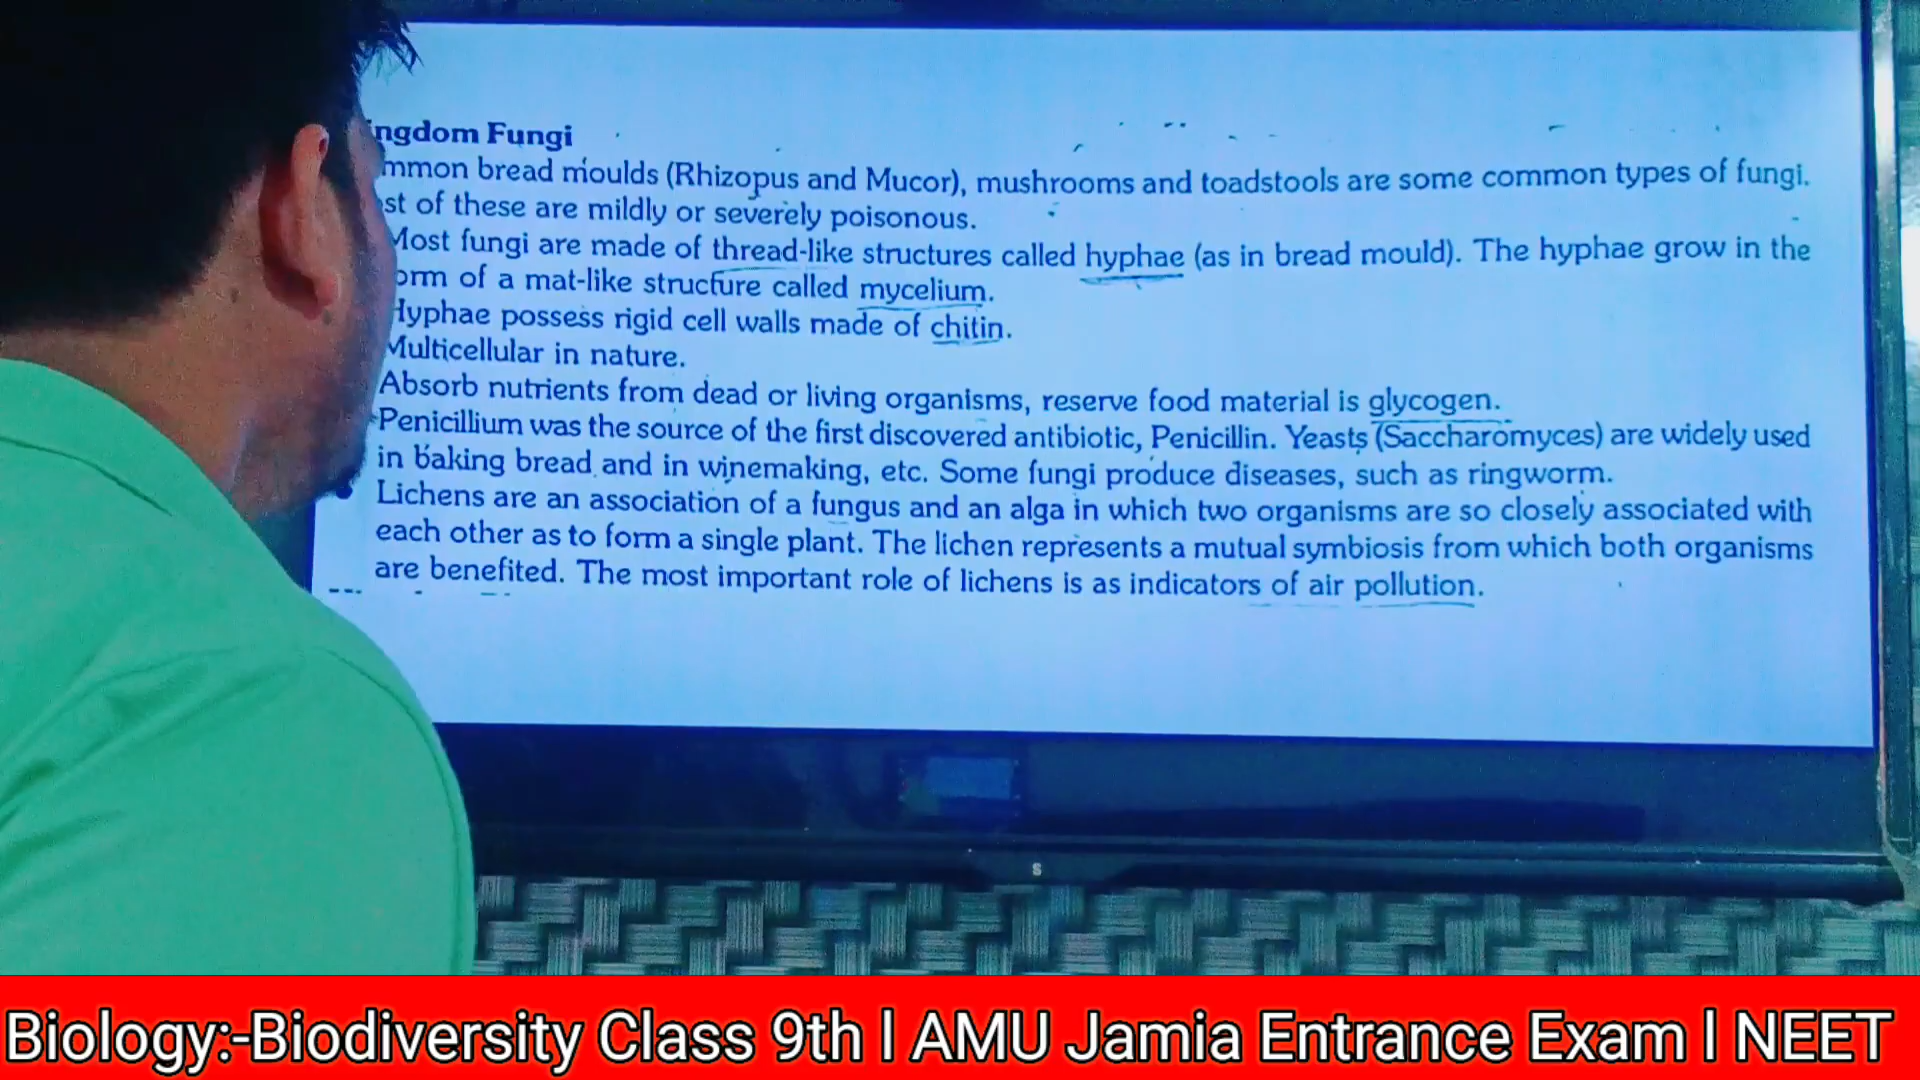 ngdom Fungi
mmon bread moulds (Rhizopus and Mucor), mushrooms and toadstools are some common types of fungi.
st of these are mildly or severely poisonous.
Most fungi are made of thread-like structures called hyphae (as in bread mould). The hyphae grow in the
orm of a mat-like structure called mycelium.
Hyphae possess rigid cell walls made of chitin.
Multicellular in nature.
Absorb nutrients from dead or living organisms, reserve food material is glycogen.
Penicillium was the source of the first discovered antibiotic, Penicillin. Yeasts (Saccharomyces) are widely used
in baking bread and in winemaking, etc. Some fungi produce diseases, such as ringworm.
Lichens are an association of a fungus and an alga in which two organisms are so closely associated with
each other as to form a single plant. The lichen represents a mutual symbiosis from which both organisms
are benefited. The most important role of lichens is as indicators of air pollution.
s
Biology:-Biodiversity Class 9th l AMU Jamia Entrance Exam l NEET